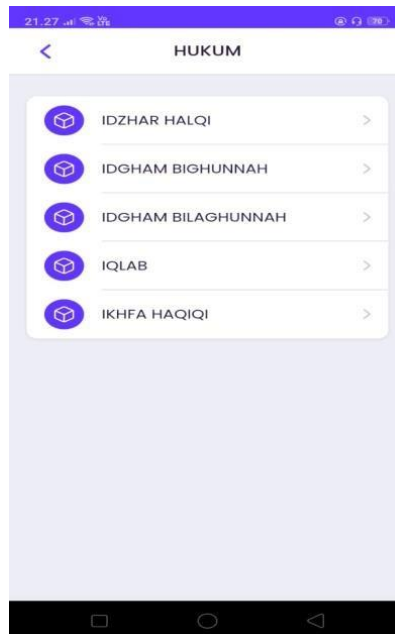 21.27
HUKUM
IDZHAR HALQI
IDGHAM BIGHUNNAH
IDGHAM BILAGHUNNAH
IQLAB
IKHFA HAQIQI